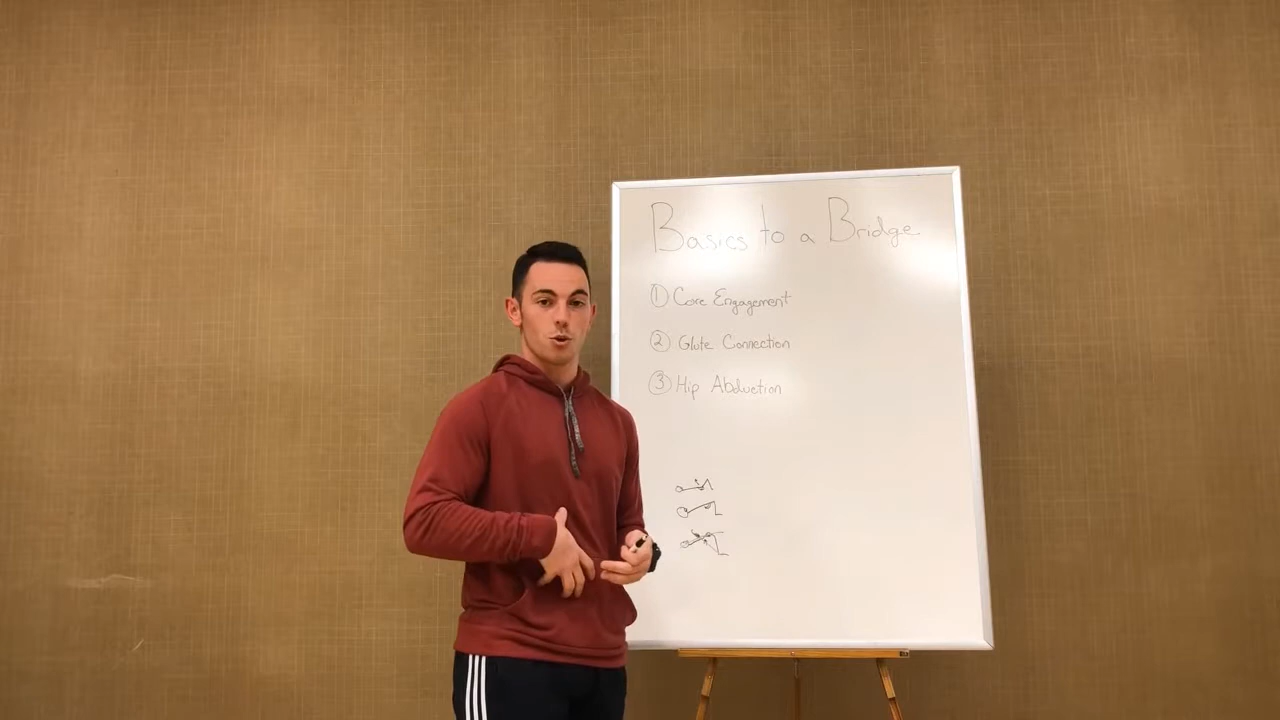 Basics to a Bridge
① Core Engagement
② Glute Connection
③ Hip Abduction